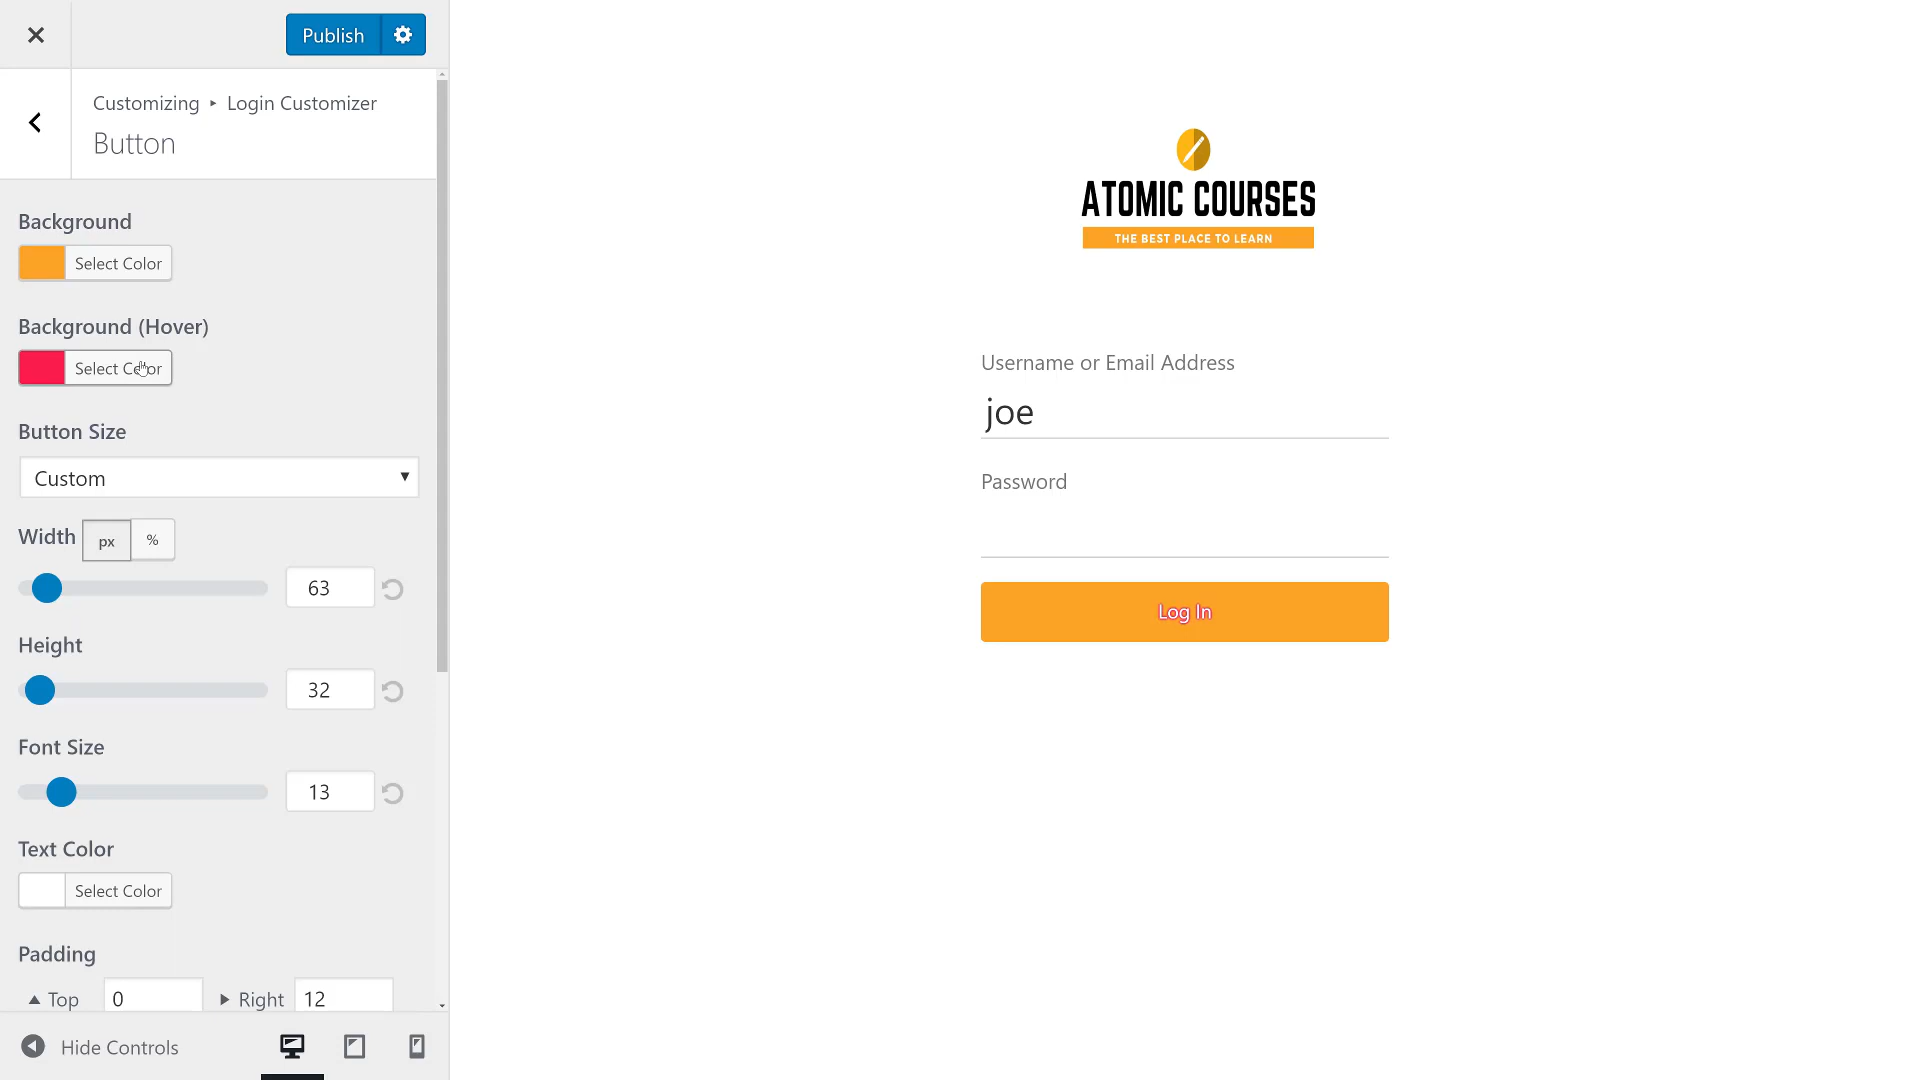 Publish
Customizing ▸ Login Customizer
Button
Background
Select Color
Background (Hover)
Select Color
Button Size
Custom
Width px %
63
Height
32
Font Size
13
Text Color
Select Color
Padding
Top 0 Right 12
Hide Controls
ATOMIC COURSES
THE BEST PLACE TO LEARN
Username or Email Address
joe
Password
Log In